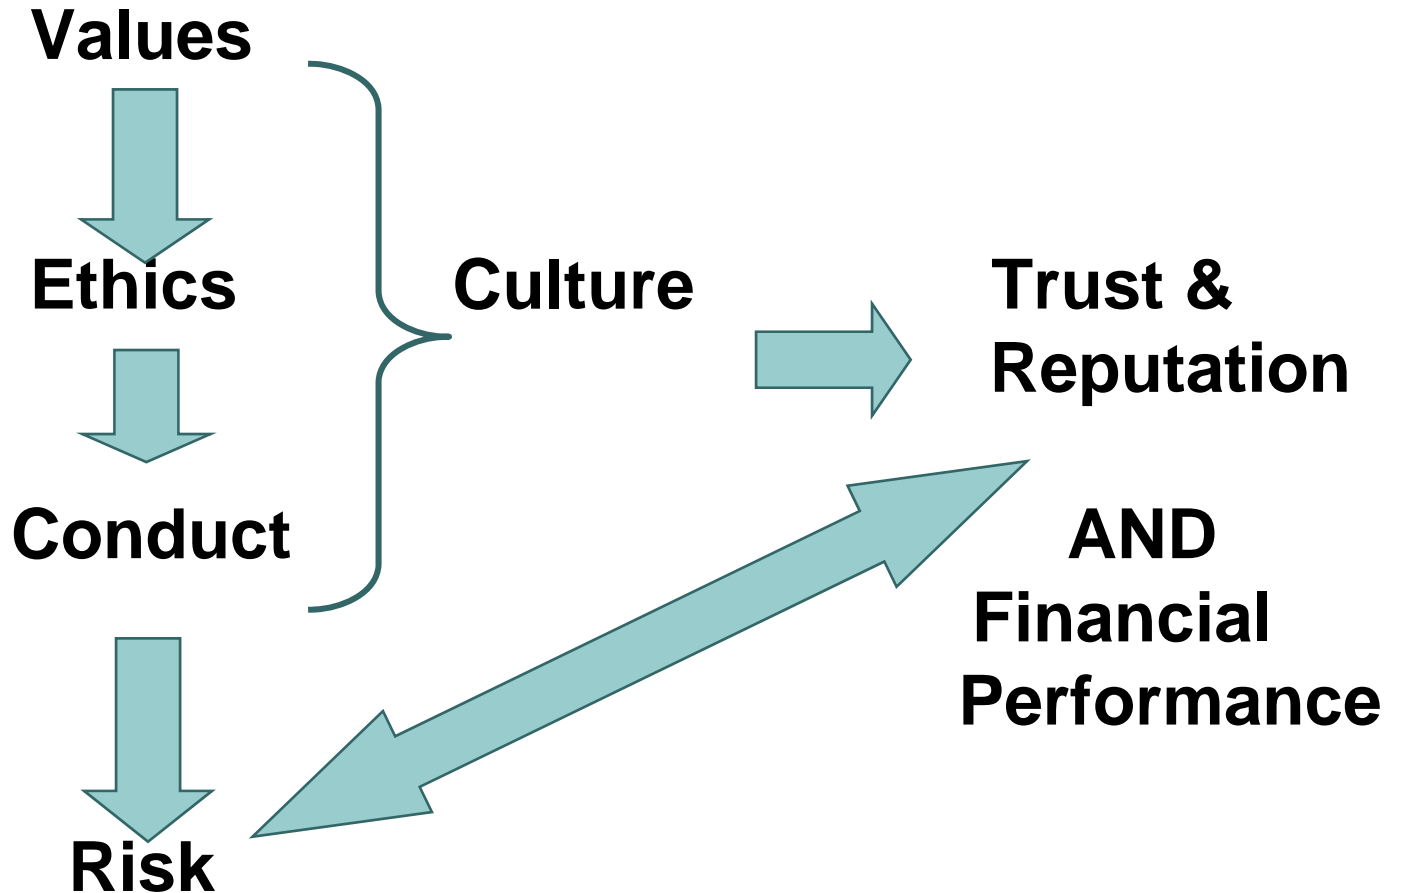 Values
Ethics
Conduct
Risk
Culture
Trust &
Reputation
AND
Financial
Performance